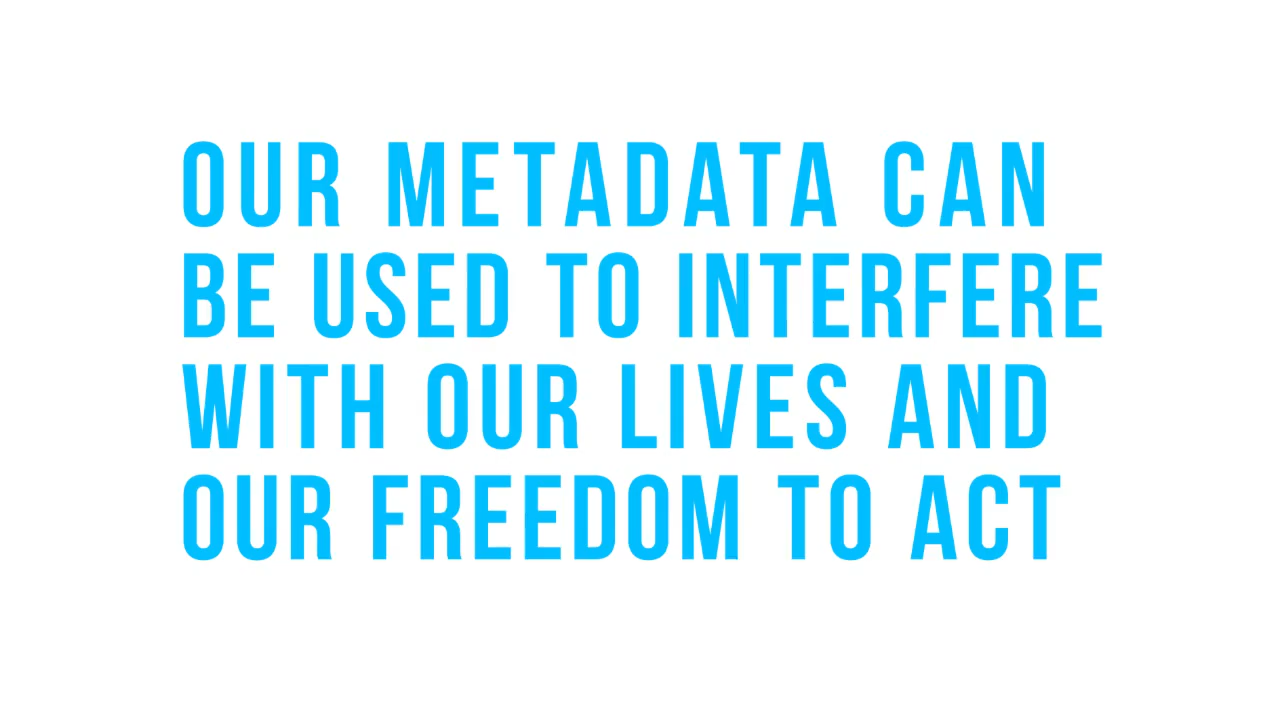 OUR METADATA CAN
BE USED TO INTERFERE
WITH OUR LIVES AND
OUR FREEDOM TO ACT